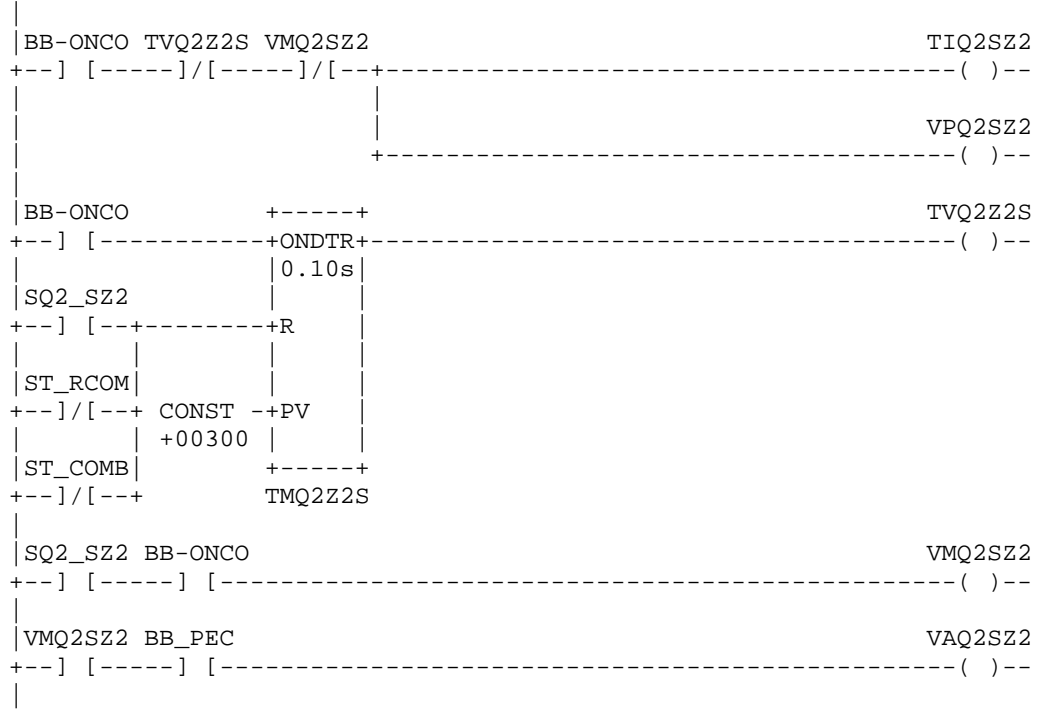 |
|BB-ONCO TVQ2Z2S VMQ2SZ2                                     TIQ2SZ2
+--] [-----]/[-----]/[--+--------------------------------------( )--
|                       |
|                       |                                    VPQ2SZ2
|                       +--------------------------------------( )--
|
|BB-ONCO         +-----+                                     TVQ2Z2S
+--] [-----------+ONDTR+---------------------------------------( )--
|                |0.10s|
|SQ2_SZ2         |     |
+--] [--+--------+R    |
|       |        |     |
|ST_RCOM|        |     |
+--]/[--+ CONST -+PV   |
|       | +00300 |     |
|ST_COMB|        +-----+
+--]/[--+        TMQ2Z2S
|
|SQ2_SZ2 BB-ONCO                                             VMQ2SZ2
+--] [-----] [-------------------------------------------------( )--
|
|VMQ2SZ2 BB_PEC                                              VAQ2SZ2
+--] [-----] [-------------------------------------------------( )--
|